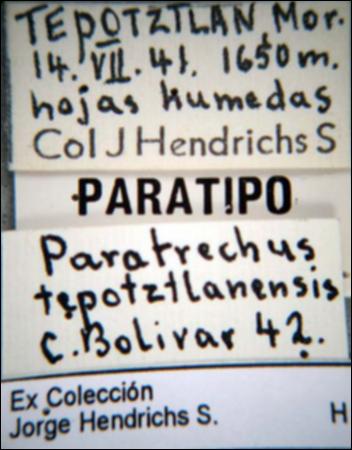 TEPOTZTLAN, Mor.
14. VII. 41. 1650 m.
hojas humedas
Col J Hendrichs S
PARATIPO
Paratrechus
tepotztlanensis
C. Bolivar 42.
Ex Colección
Jorge Hendrichs S. H